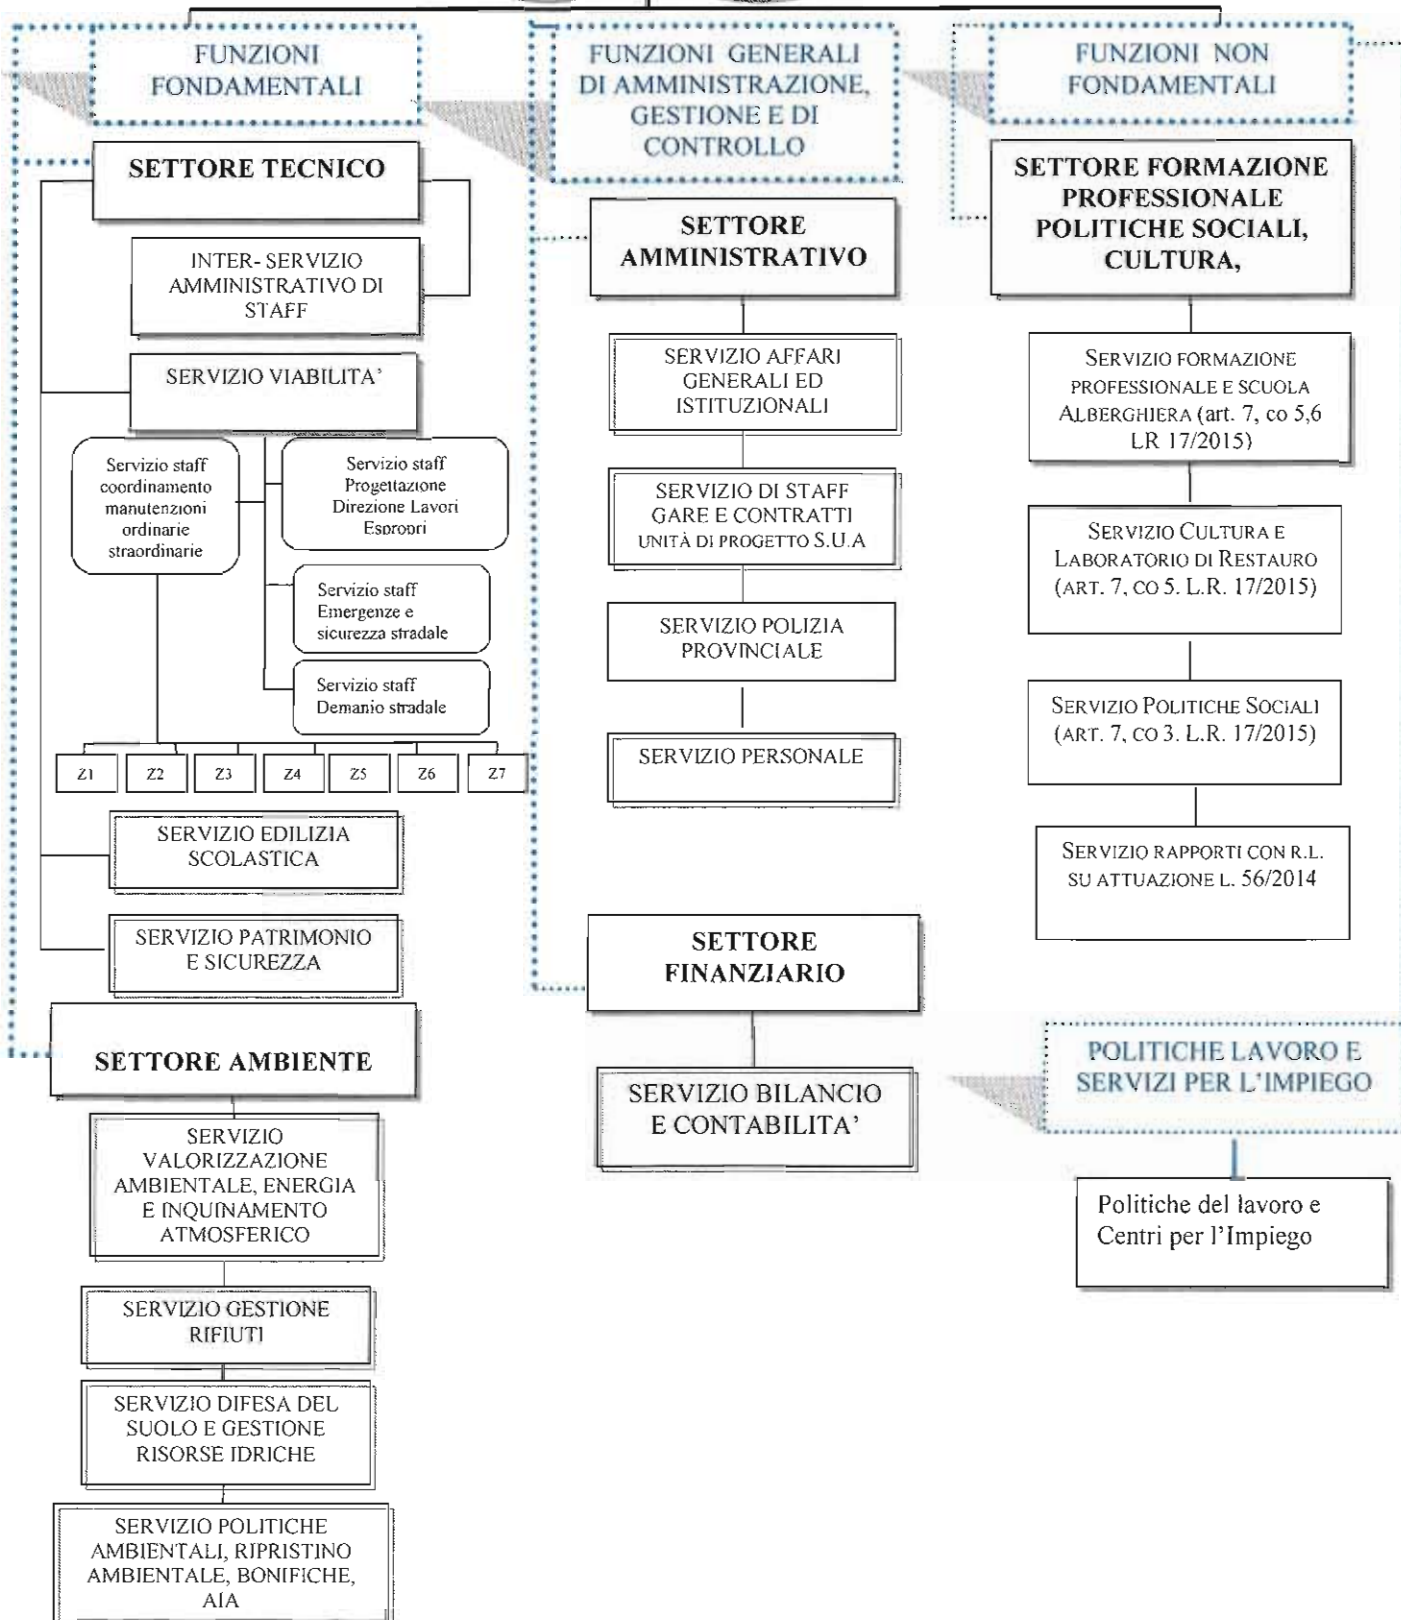 FUNZIONI
FONDAMENTALI
SETTORE TECNICO
INTER- SERVIZIO
AMMINISTRATIVO DI
STAFF
SERVIZIO VIABILITA'
Servizio staff
coordinamento
manutenzioni
ordinarie
straordinarie
Servizio staff
Progettazione
Direzione Lavori
Espropri
Servizio staff
Emergenze e
sicurezza stradale
Servizio staff
Demanio stradale
Z1
Z2
Z3
Z4
Z5
Z6
Z7
SERVIZIO EDILIZIA
SCOLASTICA
SERVIZIO PATRIMONIO
E SICUREZZA
SETTORE AMBIENTE
SERVIZIO
VALORIZZAZIONE
AMBIENTALE, ENERGIA
E INQUINAMENTO
ATMOSFERICO
SERVIZIO GESTIONE
RIFIUTI
SERVIZIO DIFESA DEL
SUOLO E GESTIONE
RISORSE IDRICHE
SERVIZIO POLITICHE
AMBIENTALI, RIPRISTINO
AMBIENTALE, BONIFICHE,
AIA
FUNZIONI GENERALI
DI AMMINISTRAZIONE,
GESTIONE E DI
CONTROLLO
SETTORE
AMMINISTRATIVO
SERVIZIO AFFARI
GENERALI ED
ISTITUZIONALI
SERVIZIO DI STAFF
GARE E CONTRATTI
UNITÀ DI PROGETTO S.U.A
SERVIZIO POLIZIA
PROVINCIALE
SERVIZIO PERSONALE
SETTORE
FINANZIARIO
SERVIZIO BILANCIO
E CONTABILITA'
FUNZIONI NON
FONDAMENTALI
SETTORE FORMAZIONE
PROFESSIONALE
POLITICHE SOCIALI,
CULTURA,
SERVIZIO FORMAZIONE
PROFESSIONALE E SCUOLA
ALBERGHIERA (art. 7, co 5,6
LR 17/2015)
SERVIZIO CULTURA E
LABORATORIO DI RESTAURO
(ART. 7, CO 5. L.R. 17/2015)
SERVIZIO POLITICHE SOCIALI
(ART. 7, CO 3. L.R. 17/2015)
SERVIZIO RAPPORTI CON R.L.
SU ATTUAZIONE L. 56/2014
POLITICHE LAVORO E
SERVIZI PER L'IMPIEGO
Politiche del lavoro e
Centri per l'Impiego